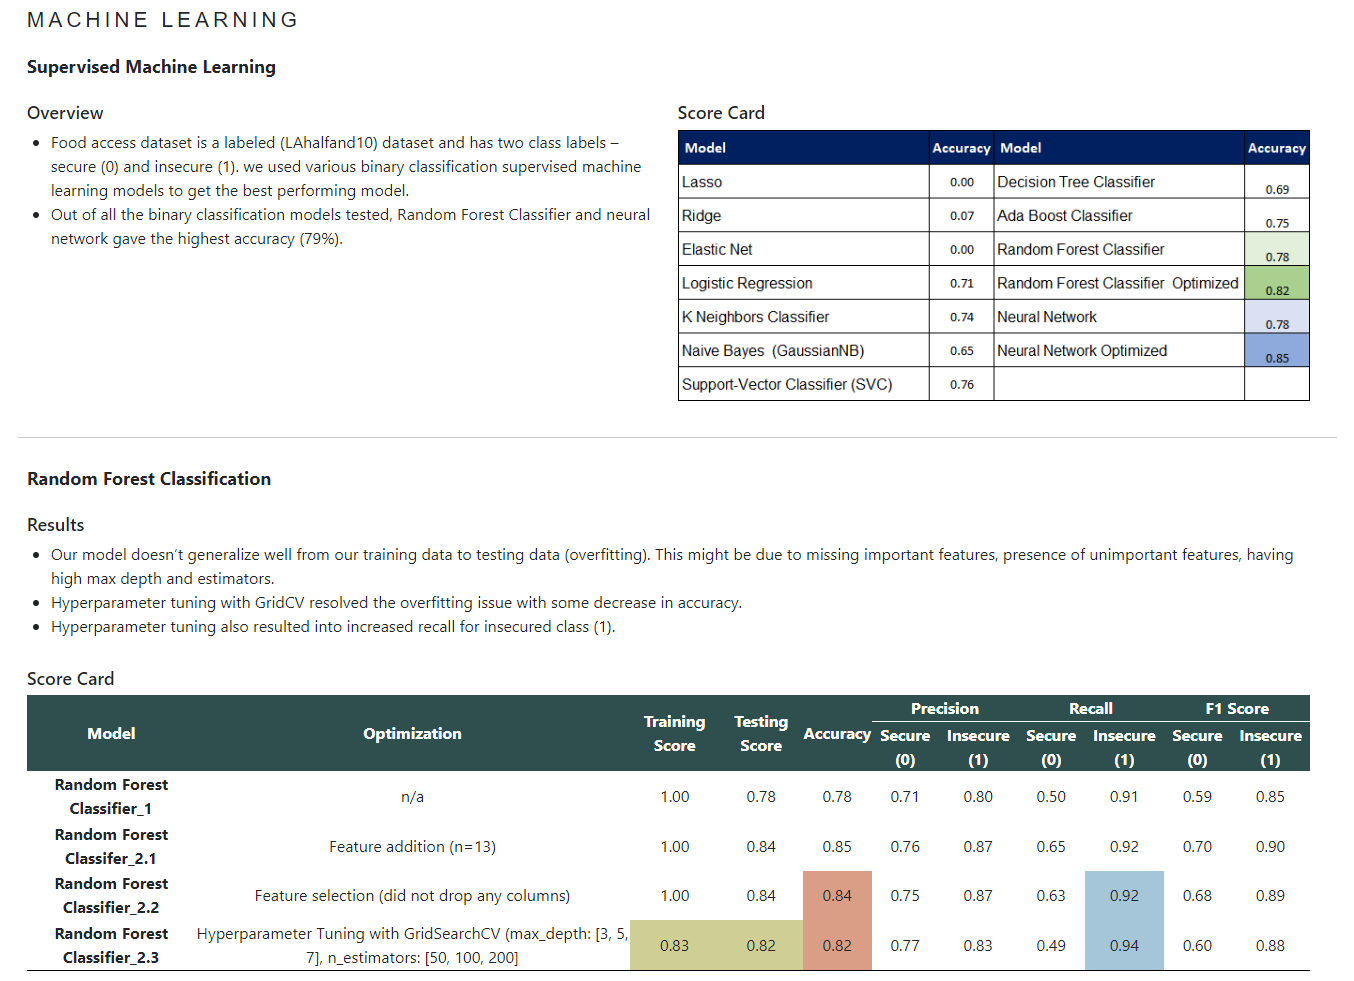 MACHINE LEARNING
Supervised Machine Learning
Overview
• Food access dataset is a labeled (LAhalfand10) dataset and has two class labels –
secure (0) and insecure (1). we used various binary classification supervised machine
learning models to get the best performing model.
• Out of all the binary classification models tested, Random Forest Classifier and neural
network gave the highest accuracy (79%).
Score Card
Model Accuracy Model Accuracy
Lasso 0.00 Decision Tree Classifier 0.69
Ridge 0.07 Ada Boost Classifier 0.75
Elastic Net 0.00 Random Forest Classifier 0.78
Logistic Regression 0.71 Random Forest Classifier Optimized 0.82
K Neighbors Classifier 0.74 Neural Network 0.78
Naive Bayes (GaussianNB) 0.65 Neural Network Optimized 0.85
Support-Vector Classifier (SVC) 0.76
Random Forest Classification
Results
• Our model doesn't generalize well from our training data to testing data (overfitting). This might be due to missing important features, presence of unimportant features, having
high max depth and estimators.
• Hyperparameter tuning with GridCV resolved the overfitting issue with some decrease in accuracy.
• Hyperparameter tuning also resulted into increased recall for insecured class (1).
Score Card
Precision Recall F1 Score
Model Optimization Training Testing Accuracy Secure Insecure Secure Insecure Secure Insecure
Score Score (0) (1) (0) (1) (0) (1)
Random Forest
Classifier_1 n/a 1.00 0.78 0.78 0.71 0.80 0.50 0.91 0.59 0.85
Random Forest
Classifer_2.1 Feature addition (n=13) 1.00 0.84 0.85 0.76 0.87 0.65 0.92 0.70 0.90
Random Forest
Classifier_2.2 Feature selection (did not drop any columns) 1.00 0.84 0.84 0.75 0.87 0.63 0.92 0.68 0.89
Random Forest Hyperparameter Tuning with GridSearchCV (max_depth: [3, 5,
Classifier_2.3 7], n_estimators: [50, 100, 200] 0.83 0.82 0.82 0.77 0.83 0.49 0.94 0.60 0.88